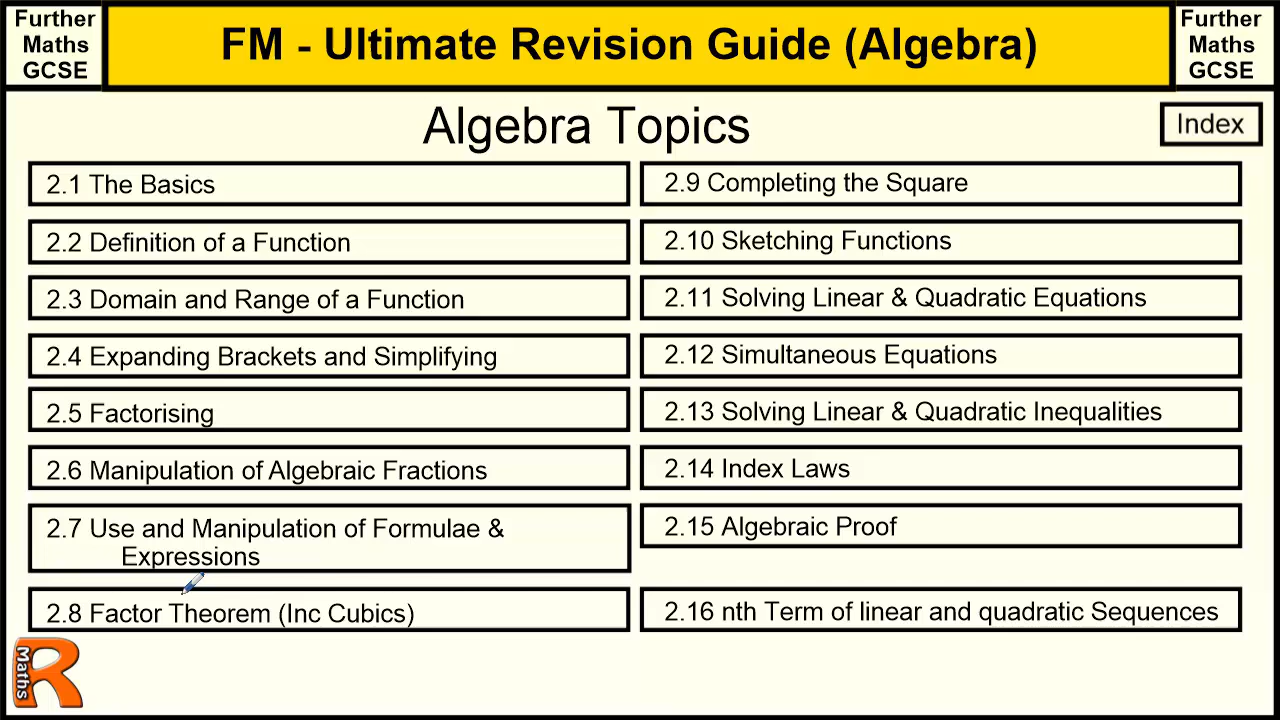 Further
Maths
GCSE
FM - Ultimate Revision Guide (Algebra)
Further
Maths
GCSE
Algebra Topics
Index
2.1 The Basics
2.2 Definition of a Function
2.3 Domain and Range of a Function
2.4 Expanding Brackets and Simplifying
2.5 Factorising
2.6 Manipulation of Algebraic Fractions
2.7 Use and Manipulation of Formulae &
Expressions
2.8 Factor Theorem (Inc Cubics)
2.9 Completing the Square
2.10 Sketching Functions
2.11 Solving Linear & Quadratic Equations
2.12 Simultaneous Equations
2.13 Solving Linear & Quadratic Inequalities
2.14 Index Laws
2.15 Algebraic Proof
2.16 nth Term of linear and quadratic Sequences
R
Maths